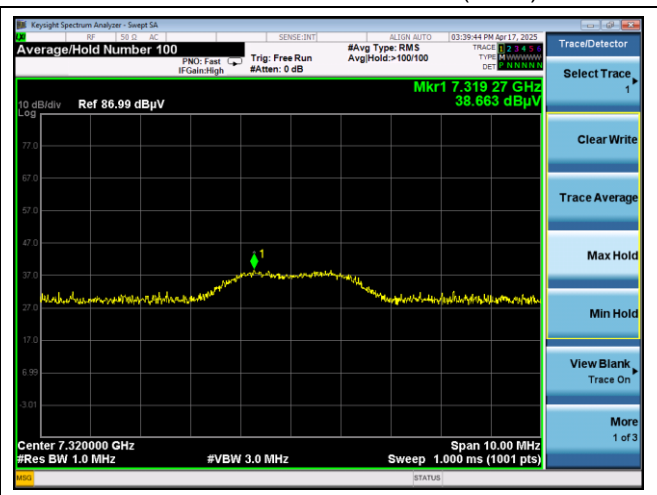 Keysight Spectrum Analyzer - Swept SA
LXI RF 50 Ω AC SENSE:INT ALIGN AUTO 03:39:44 PM Apr 17, 2025
Average/Hold Number 100
PNO: Fast
IFGain:High
Trig: Free Run
#Atten: 0 dB
#Avg Type: RMS
Avg|Hold:>100/100
TRACE 1 2 3 4 5 6
TYPE MWWWWW
DET P NNNNN
Mkr1 7.319 27 GHz
38.663 dBµV
10 dB/div Ref 86.99 dBµV
Log
77.0
67.0
57.0
47.0
37.0
27.0
17.0
6.99
-3.01
1
Center 7.320000 GHz
Span 10.00 MHz
#Res BW 1.0 MHz
#VBW 3.0 MHz
Sweep 1.000 ms (1001 pts)
MSG
STATUS
Trace/Detector
Select Trace
1
Clear Write
Trace Average
Max Hold
Min Hold
View Blank
Trace On
More
1 of 3